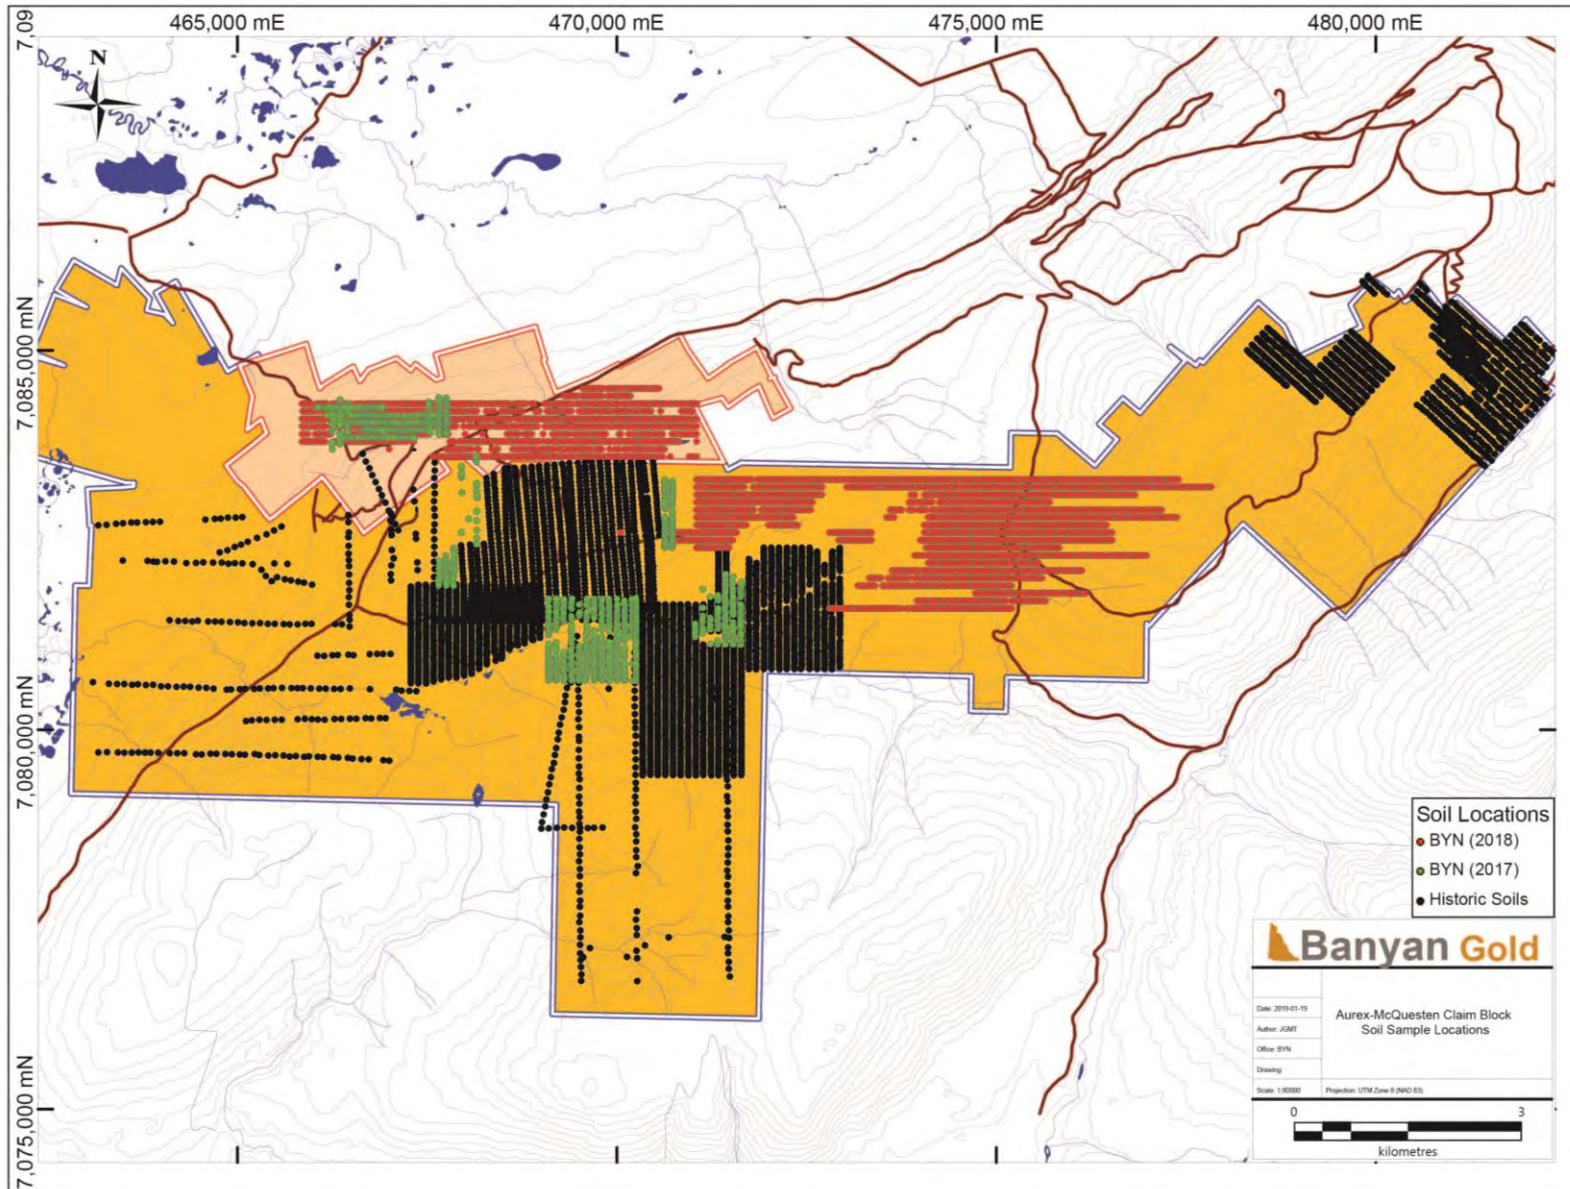 465,000 mE
470,000 mE
475,000 mE
480,000 mE
7,09
N
7,085,000 mN
7,080,000 mN
7,075,000 mN
Soil Locations
BYN (2018)
BYN (2017)
Historic Soils
Banyan Gold
Date: 2019-01-19
Author: JGMT
Office: BYN
Drawing:
Scale: 1:80000
Aurex-McQuesten Claim Block
Soil Sample Locations
Projection: UTM Zone 8 (NAD 83)
0
3
kilometres